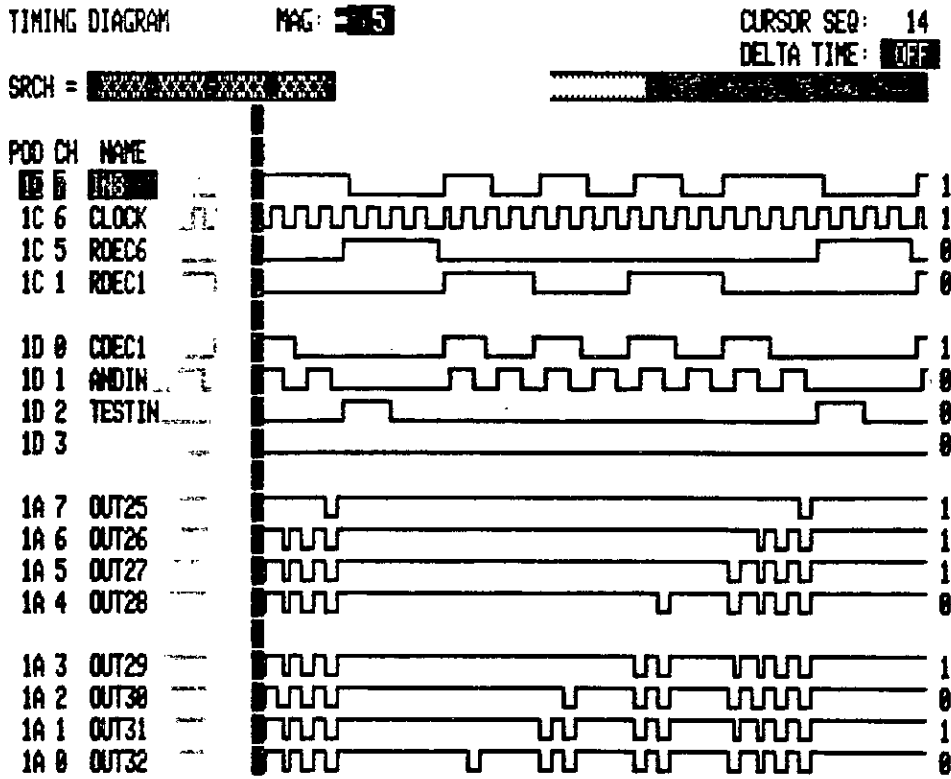 TIMING DIAGRAM MAG: 5 CURSOR SEQ: 14
DELTA TIME: OFF
SRCH = XXXX XXXX XXXX XXXX
POD CH NAME
1D 6 1
1C 6 CLOCK 1
1C 5 RDEC6 0
1C 1 RDEC1 0
1D 0 CDEC1 1
1D 1 ANDIN 0
1D 2 TESTIN 0
1D 3 0
1A 7 OUT25 1
1A 6 OUT26 1
1A 5 OUT27 1
1A 4 OUT28 0
1A 3 OUT29 1
1A 2 OUT30 0
1A 1 OUT31 1
1A 0 OUT32 0